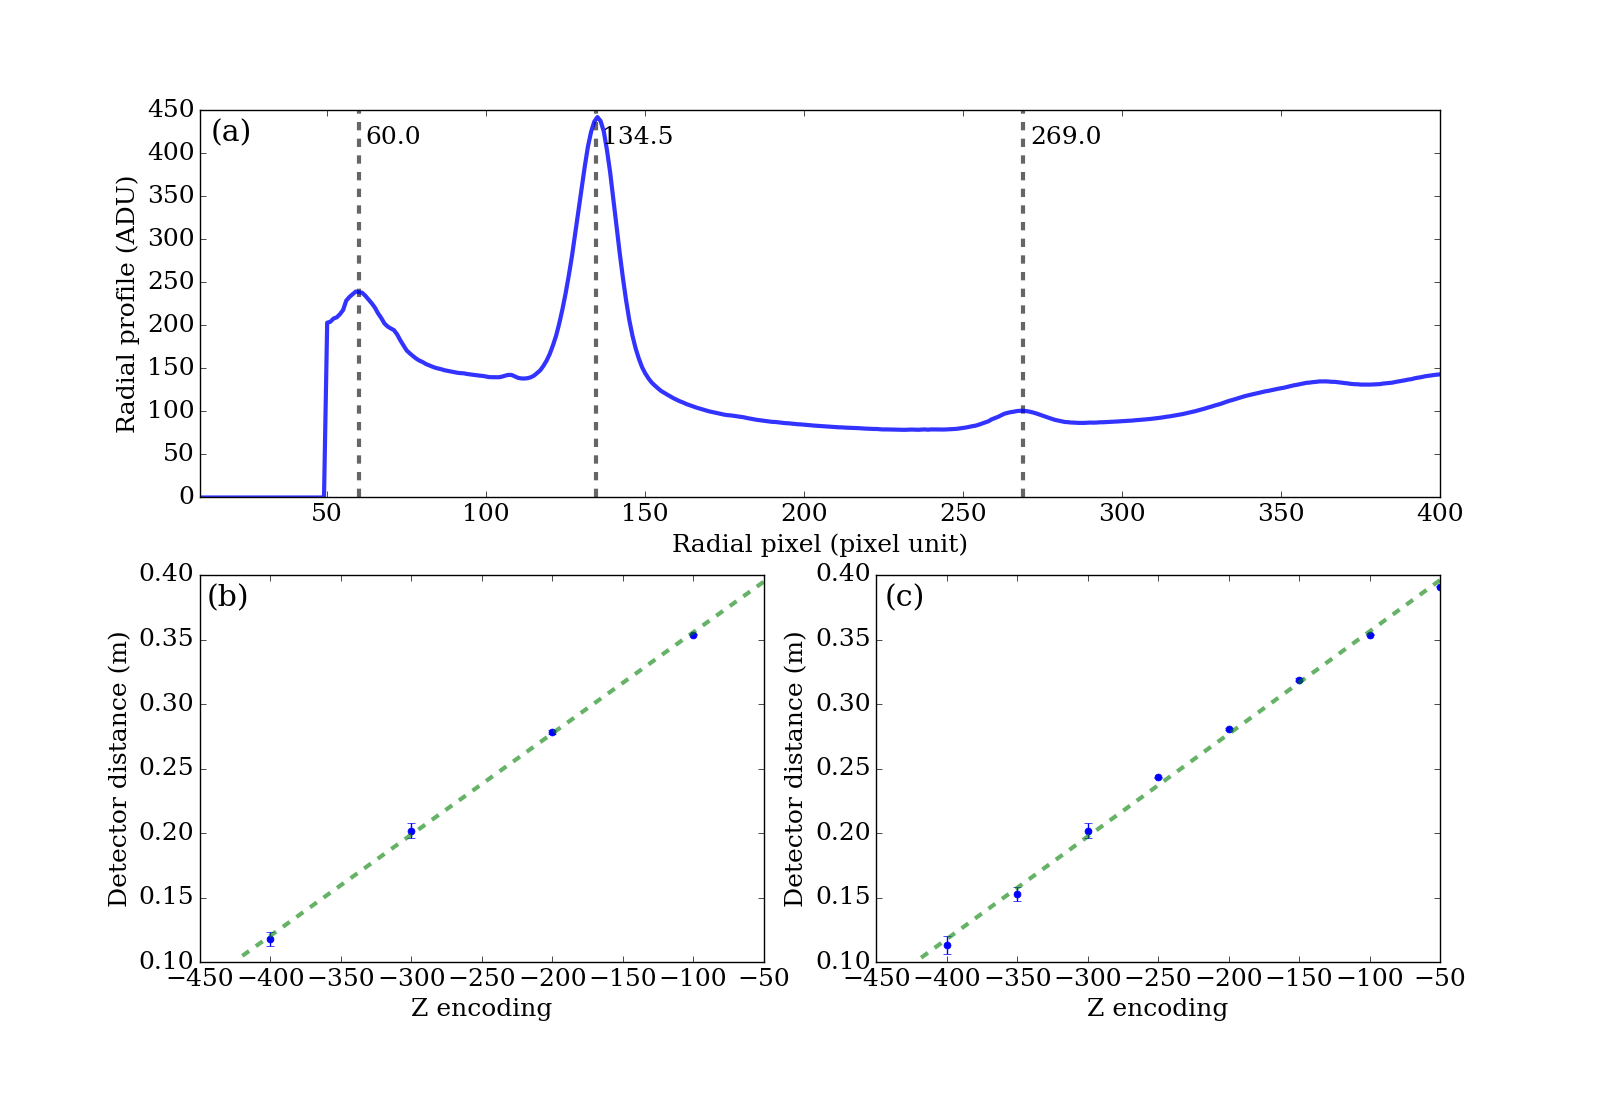 (a)
60.0
134.5
269.0
450
400
350
300
250
200
150
100
50
0
Radial profile (ADU)
50 100 150 200 250 300 350 400
Radial pixel (pixel unit)
(b)
0.40
0.35
0.30
0.25
0.20
0.15
0.10
Detector distance (m)
−450 −400 −350 −300 −250 −200 −150 −100 −50
Z encoding
(c)
0.40
0.35
0.30
0.25
0.20
0.15
0.10
Detector distance (m)
−450 −400 −350 −300 −250 −200 −150 −100 −50
Z encoding